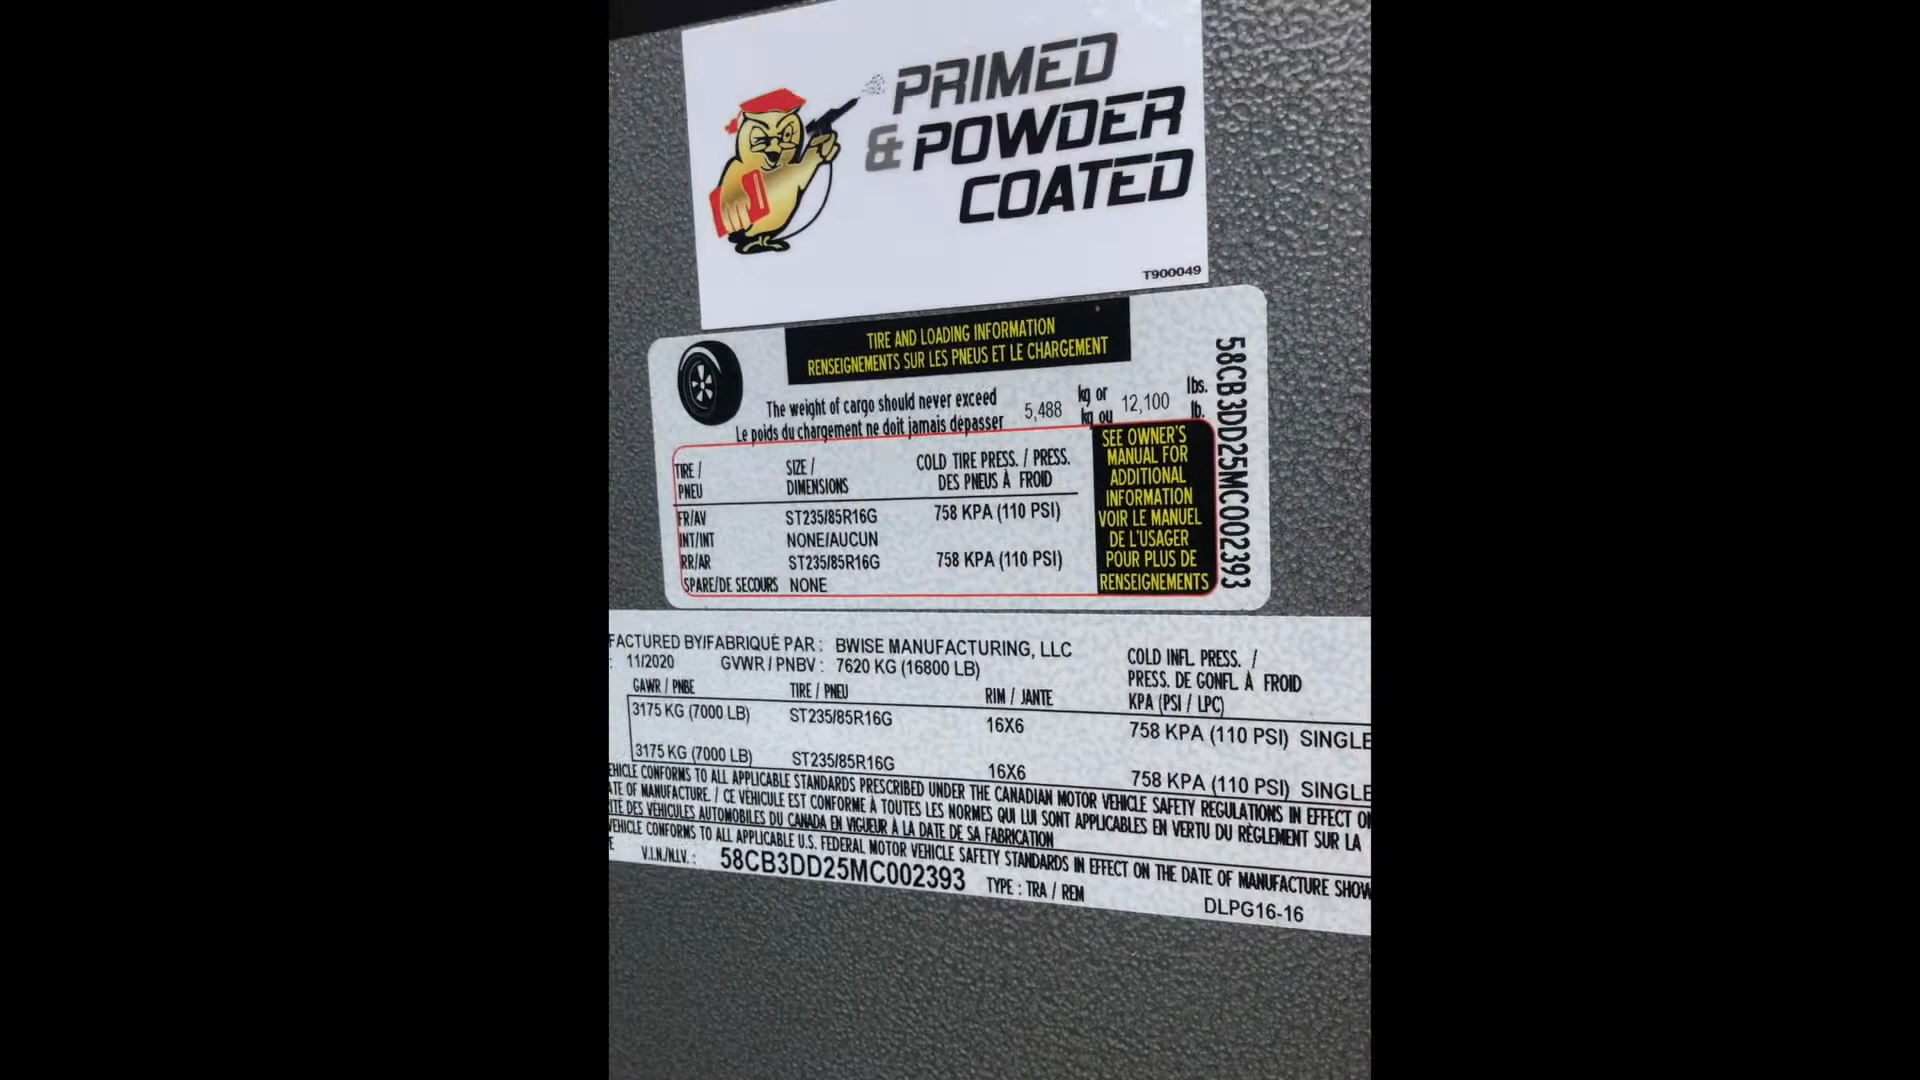 PRIMED
& POWDER
COATED
T900049
TIRE AND LOADING INFORMATION
RENSEIGNEMENTS SUR LES PNEUS ET LE CHARGEMENT
The weight of cargo should never exceed
Le poids du chargement ne doit jamais dépasser
5,488 kg or
kg ou 12,100 lbs.
lb.
58CB3DD25MC002393
TIRE / SIZE / COLD TIRE PRESS. / PRESS.
PNEU DIMENSIONS DES PNEUS À FROID
FR/AV ST235/85R16G 758 KPA (110 PSI)
INT/INT NONE/AUCUN
RR/AR ST235/85R16G 758 KPA (110 PSI)
SPARE/DE SECOURS NONE
SEE OWNER'S
MANUAL FOR
ADDITIONAL
INFORMATION
VOIR LE MANUEL
DE L'USAGER
POUR PLUS DE
RENSEIGNEMENTS
FACTURED BY/FABRIQUÉ PAR : BWISE MANUFACTURING, LLC
: 11/2020 GVWR / PNBV : 7620 KG (16800 LB)
COLD INFL PRESS. /
PRESS. DE GONFL À FROID
KPA (PSI / LPC)
GAWR / PNBE TIRE / PNEU RIM / JANTE
3175 KG (7000 LB) ST235/85R16G 16X6 758 KPA (110 PSI) SINGLE
3175 KG (7000 LB) ST235/85R16G 16X6 758 KPA (110 PSI) SINGLE
EHICLE CONFORMS TO ALL APPLICABLE STANDARDS PRESCRIBED UNDER THE CANADIAN MOTOR VEHICLE SAFETY REGULATIONS IN EFFECT ON
ATE OF MANUFACTURE. / CE VÉHICULE EST CONFORME À TOUTES LES NORMES QUI LUI SONT APPLICABLES EN VERTU DU RÈGLEMENT SUR LA
ITÉ DES VÉHICULES AUTOMOBILES DU CANADA EN VIGUEUR À LA DATE DE SA FABRICATION
VEHICLE CONFORMS TO ALL APPLICABLE U.S. FEDERAL MOTOR VEHICLE SAFETY STANDARDS IN EFFECT ON THE DATE OF MANUFACTURE SHOW
E V.I.N./N.I.V. : 58CB3DD25MC002393 TYPE : TRA / REM
DLPG16-16